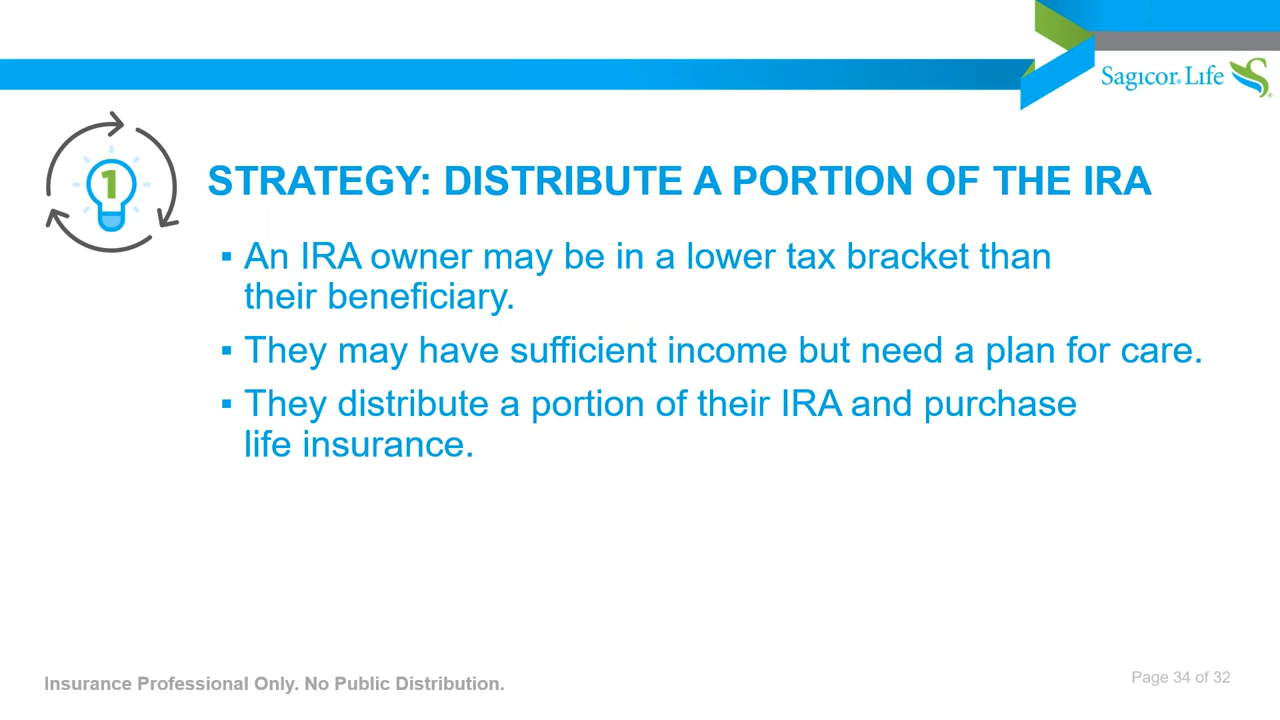 Sagicor Life
1
STRATEGY: DISTRIBUTE A PORTION OF THE IRA
▪ An IRA owner may be in a lower tax bracket than
their beneficiary.
▪ They may have sufficient income but need a plan for care.
▪ They distribute a portion of their IRA and purchase
life insurance.
Insurance Professional Only. No Public Distribution.
Page 34 of 32